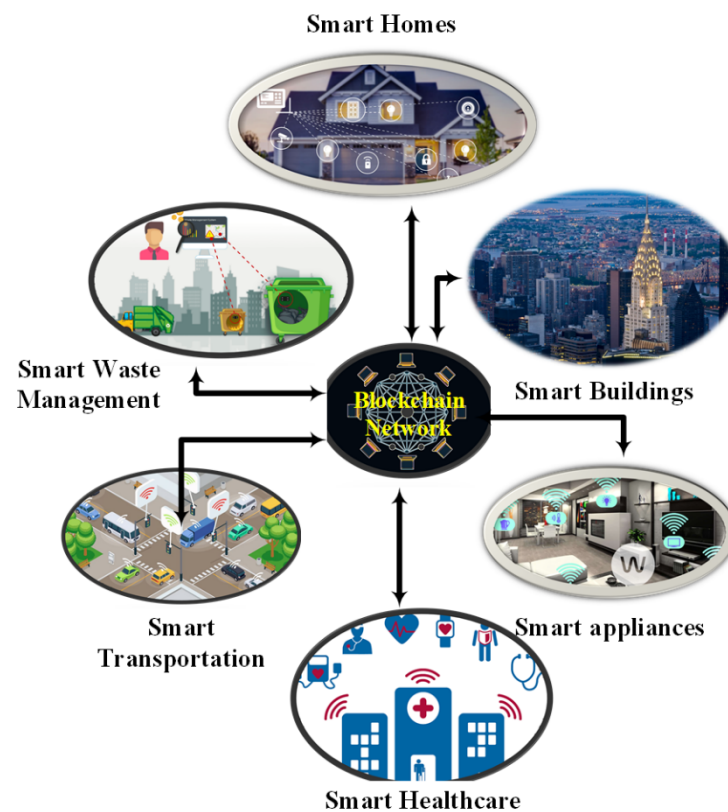 Smart Homes
Smart Waste
Management
Blockchain
Network
Smart Buildings
Smart
Transportation
Smart appliances
W
Smart Healthcare